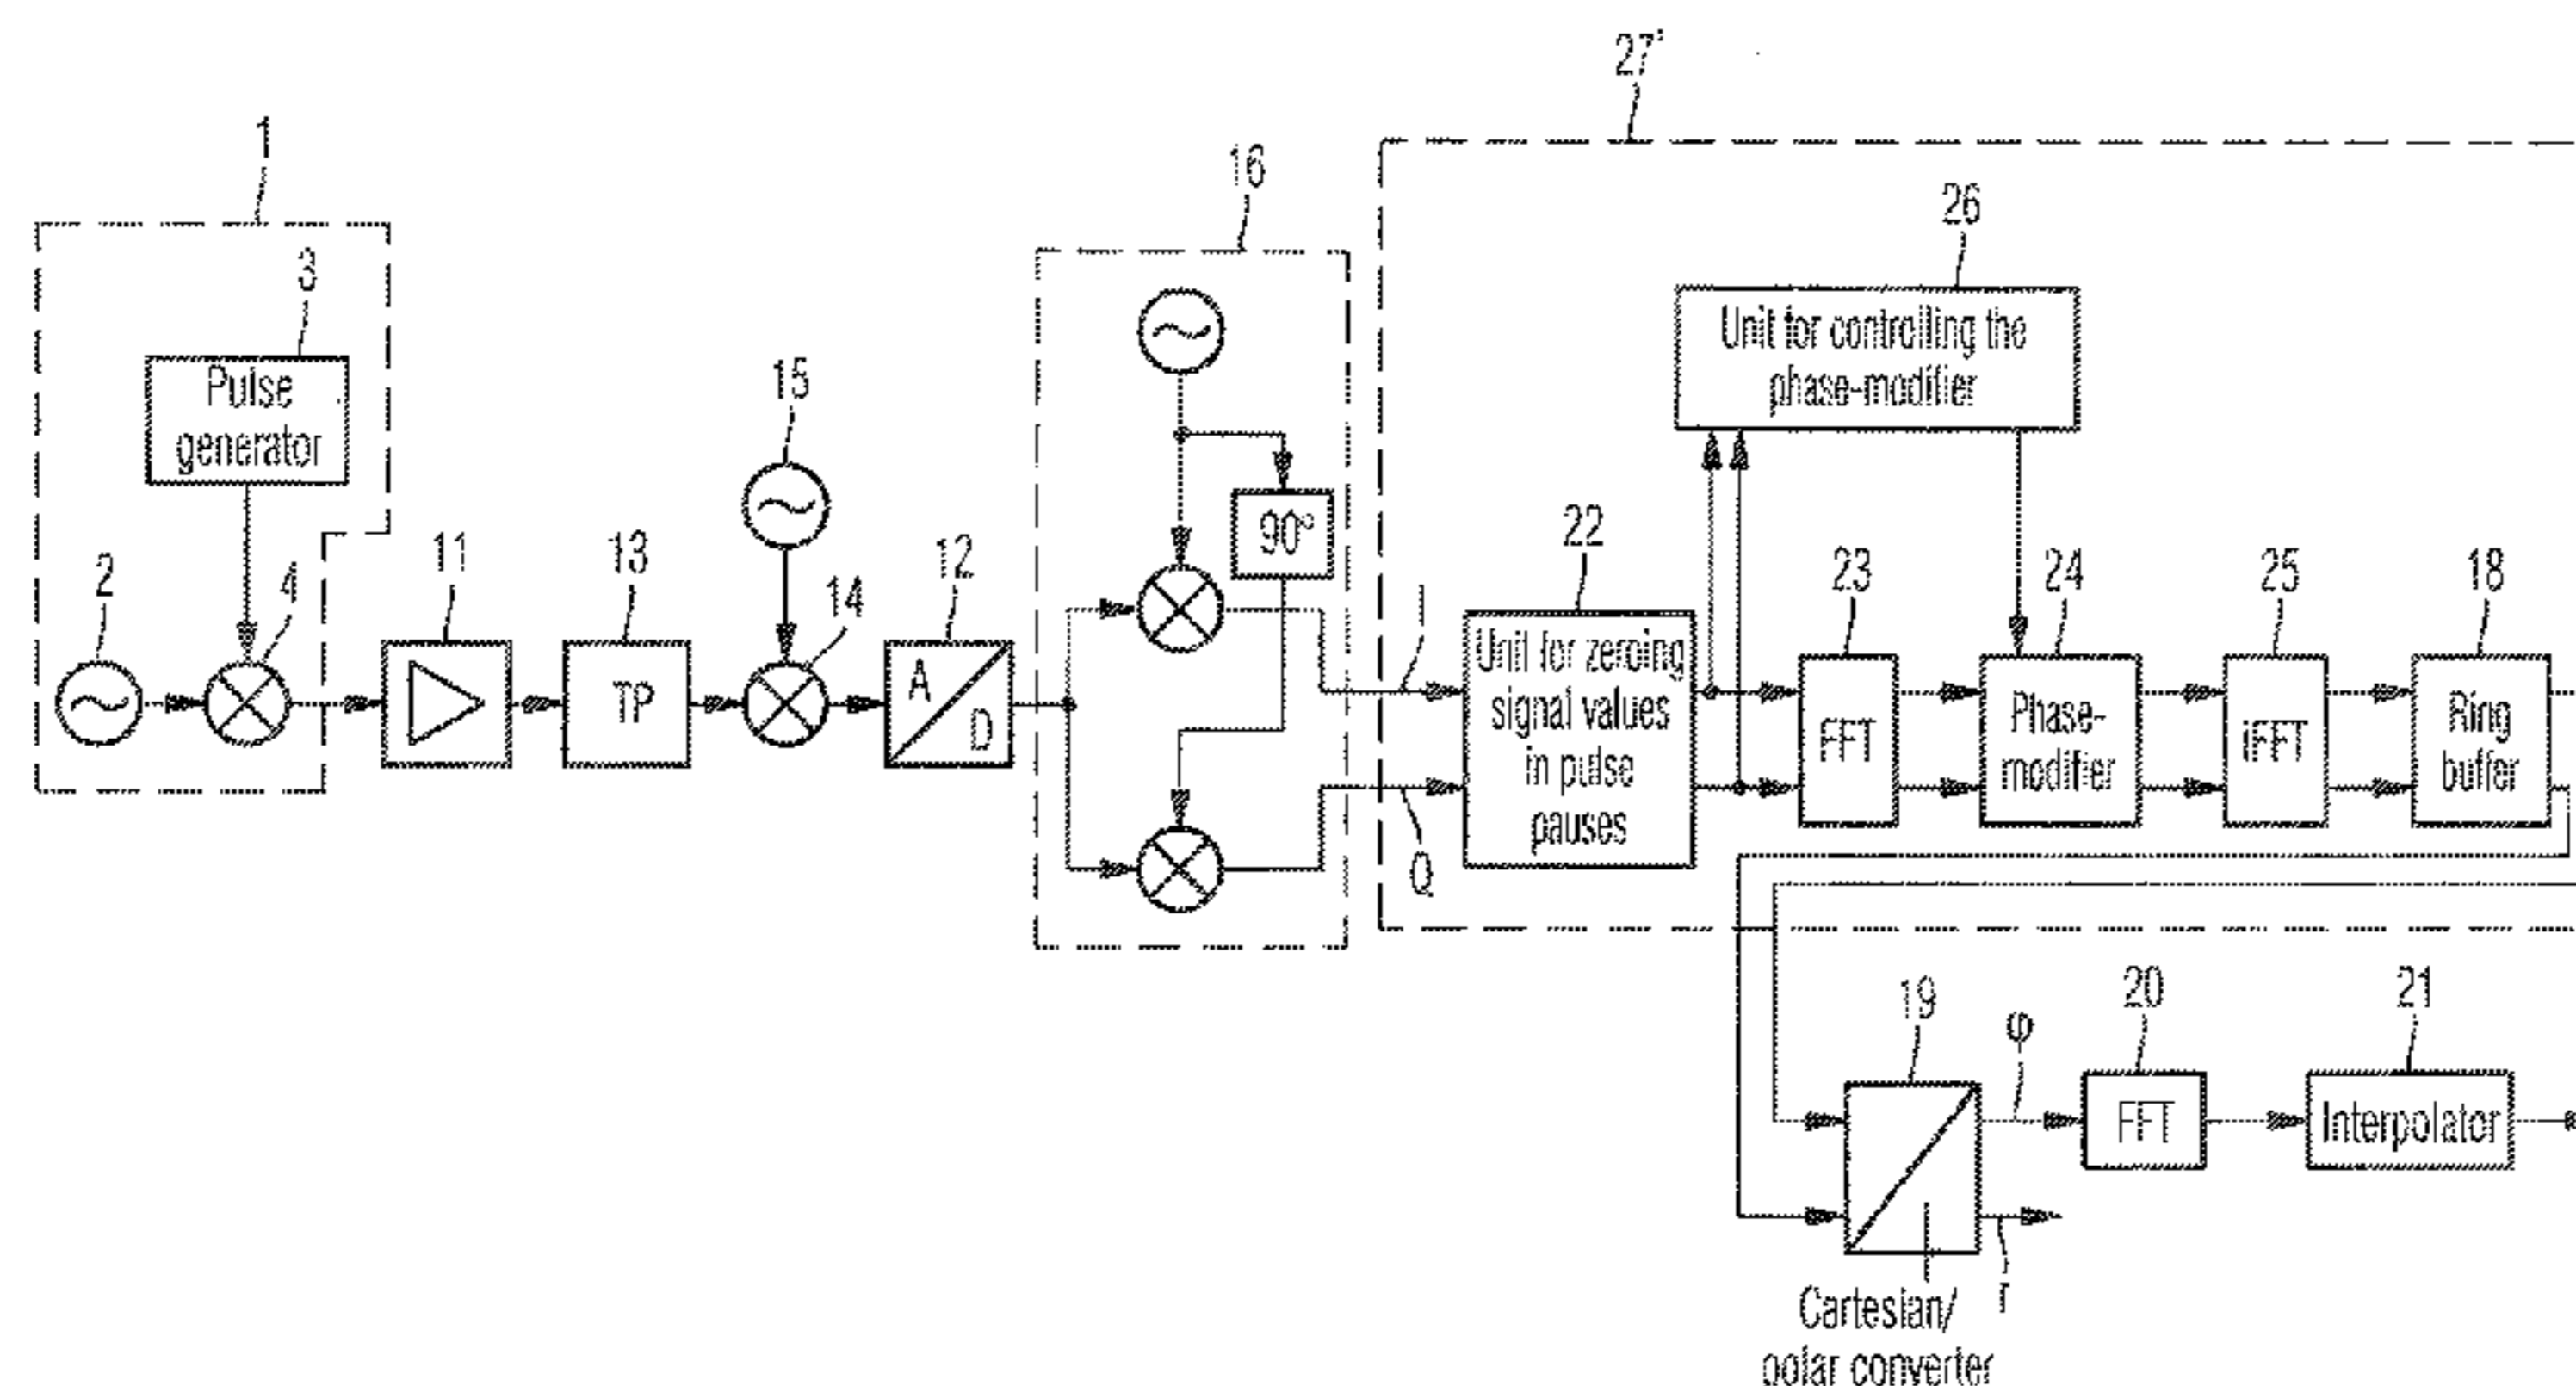 27'
1
16
26
3
Unit for controlling the
phase-modifier
Pulse
generator
15
90°
22
2
4
11
13
14
12
23
24
25
18
I
Unit for zeroing
signal values
in pulse
pauses
TP
A
D
FFT
Phase-
modifier
iFFT
Ring
buffer
Q
19
φ
20
21
FFT
Interpolator
r
Cartesian/
polar converter